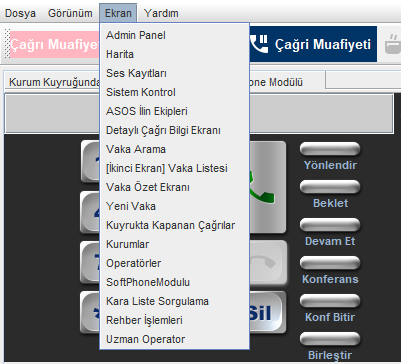 Dosya Görünüm Ekran Yardım
Çağrı Muafiyeti
Çağrı Muafiyeti
Kurum Kuyruğunda
one Modülü
Admin Panel
Harita
Ses Kayıtları
Sistem Kontrol
ASOS İlin Ekipleri
Detaylı Çağrı Bilgi Ekranı
Vaka Arama
[İkinci Ekran] Vaka Listesi
Vaka Özet Ekranı
Yeni Vaka
Kuyrukta Kapanan Çağrılar
Kurumlar
Operatörler
SoftPhoneModulu
Kara Liste Sorgulama
Rehber İşlemleri
Uzman Operator
Sil
Yönlendir
Beklet
Devam Et
Konferans
Konf Bitir
Birleştir